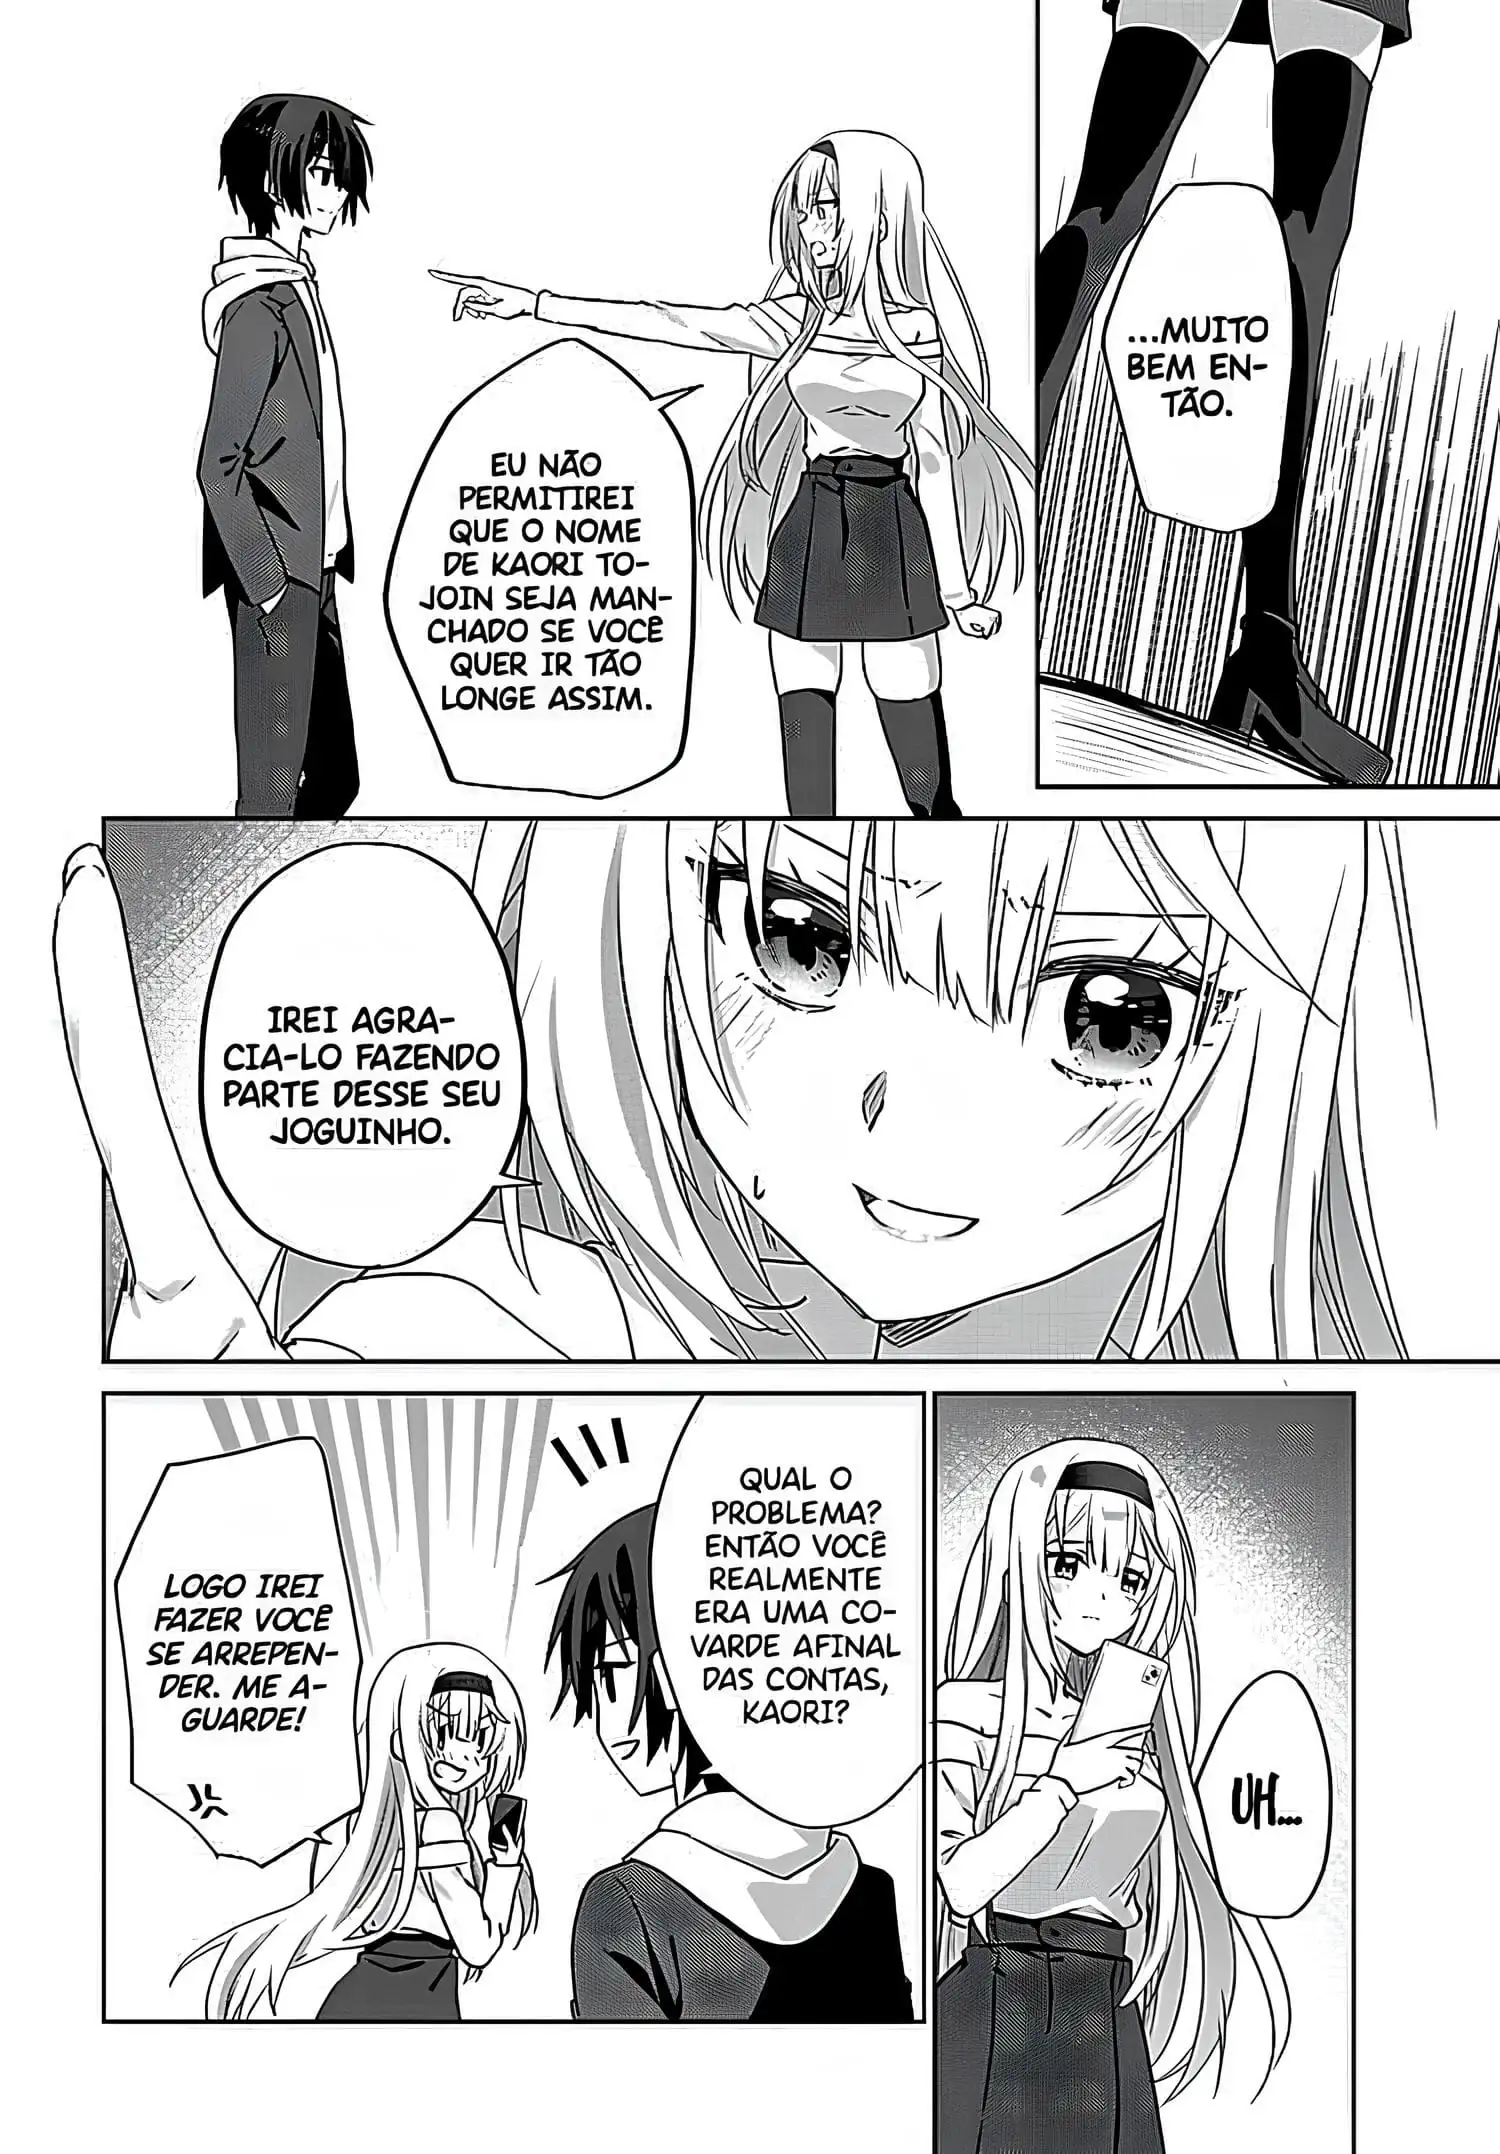 ...MUITO
BEM EN-
TÃO.
EU NÃO
PERMITIREI
QUE O NOME
DE KAORI TO-
JOIN SEJA MAN-
CHADO SE VOCÊ
QUER IR TÃO
LONGE ASSIM.
IREI AGRA-
CIA-LO FAZENDO
PARTE DESSE SEU
JOGUINHO.
UH...
QUAL O
PROBLEMA?
ENTÃO VOCÊ
REALMENTE
ERA UMA CO-
VARDE AFINAL
DAS CONTAS,
KAORI?
LOGO IREI
FAZER VOCÊ
SE ARREPEN-
DER. ME A-
GUARDE!